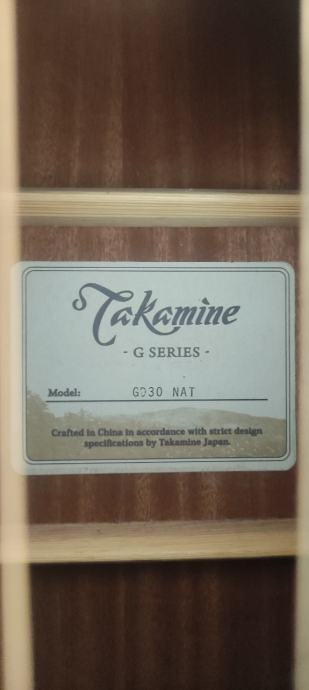 Takamine
- G SERIES -
Model: GD30 NAT
Crafted in China in accordance with strict design
specifications by Takamine Japan.